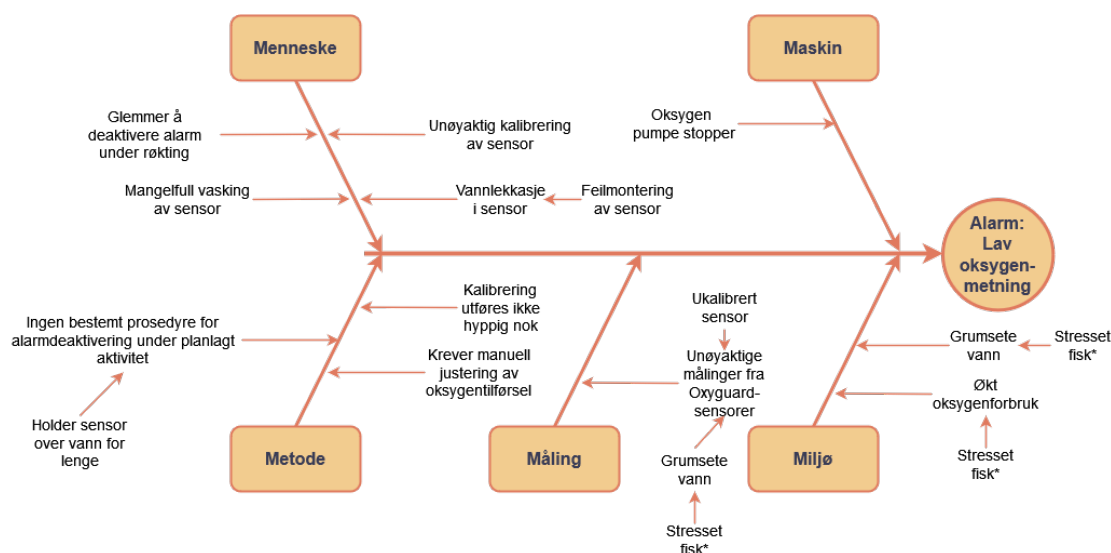 Menneske
Maskin
Glemmer å
deaktivere alarm
under røkting
Unøyaktig kalibrering
av sensor
Oksygen
pumpe stopper
Mangelfull vasking
av sensor
Vannlekkasje
i sensor
Feilmontering
av sensor
Alarm:
Lav
oksygen-
metning
Kalibrering
utføres ikke
hyppig nok
Ingen bestemt prosedyre for
alarmdeaktivering under planlagt
aktivitet
Krever manuell
justering av
oksygentilførsel
Holder sensor
over vann for
lenge
Ukalibrert
sensor
Unøyaktige
målinger fra
Oxyguard-
sensorer
Grumsete
vann
Stresset
fisk*
Grumsete
vann
Stresset
fisk*
Økt
oksygenforbruk
Stresset
fisk*
Metode
Måling
Miljø